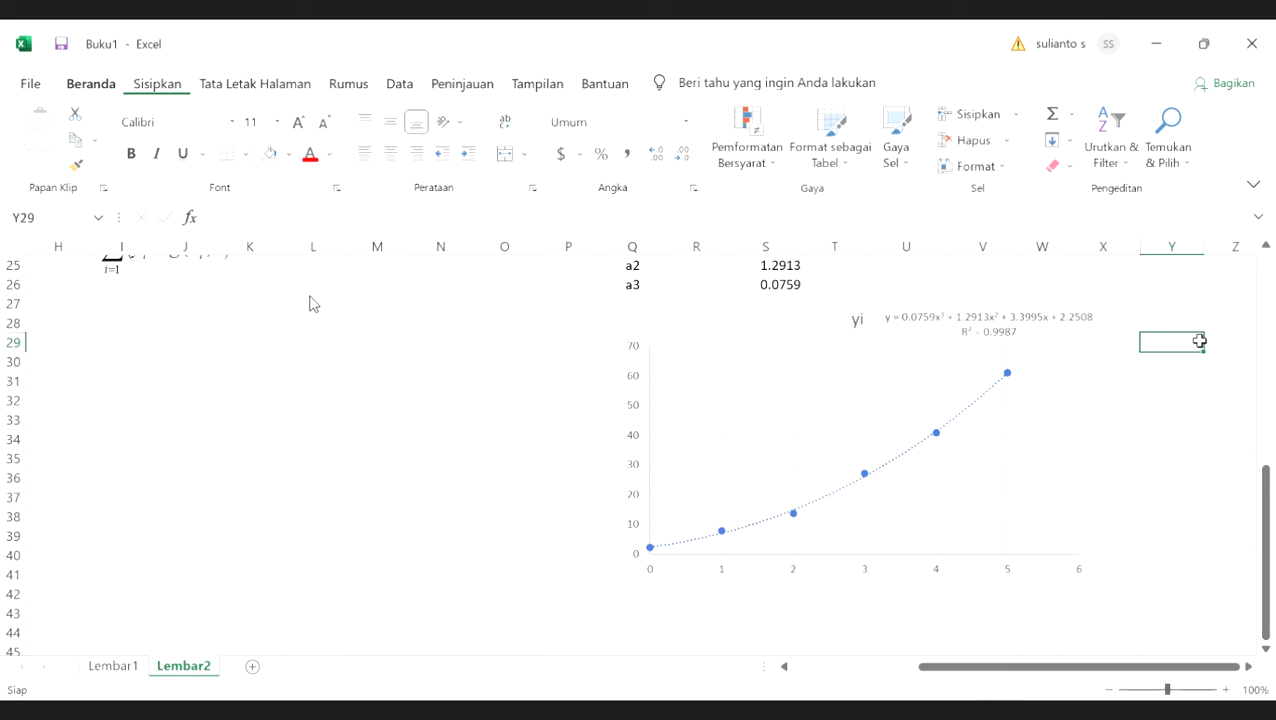 Buku1 - Excel
sulianto s SS
File Beranda Sisipkan Tata Letak Halaman Rumus Data Peninjauan Tampilan Bantuan Beri tahu yang ingin Anda lakukan Bagikan
Calibri 11 Umum
Pemformatan Bersyarat
Format sebagai Tabel
Gaya Sel
Sisipkan
Hapus
Format
Urutkan & Filter
Temukan & Pilih
Papan Klip Font Perataan Angka Gaya Sel Pengeditan
Y29 fx
H I J K L M N O P Q R S T U V W X Y Z
i=1
25 a2 1.2913
26 a3 0.0759
27
28
29
30
31
32
33
34
35
36
37
38
39
40
41
42
43
44
45
yi
y = 0.0759x³ + 1.2913x² + 3.3995x + 2.2508
R² = 0.9987
70
60
50
40
30
20
10
0
0 1 2 3 4 5 6
Lembar1 Lembar2
Siap 100%